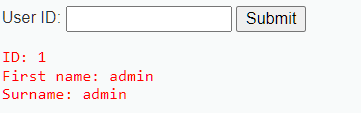 User ID: Submit
ID: 1
First name: admin
Surname: admin